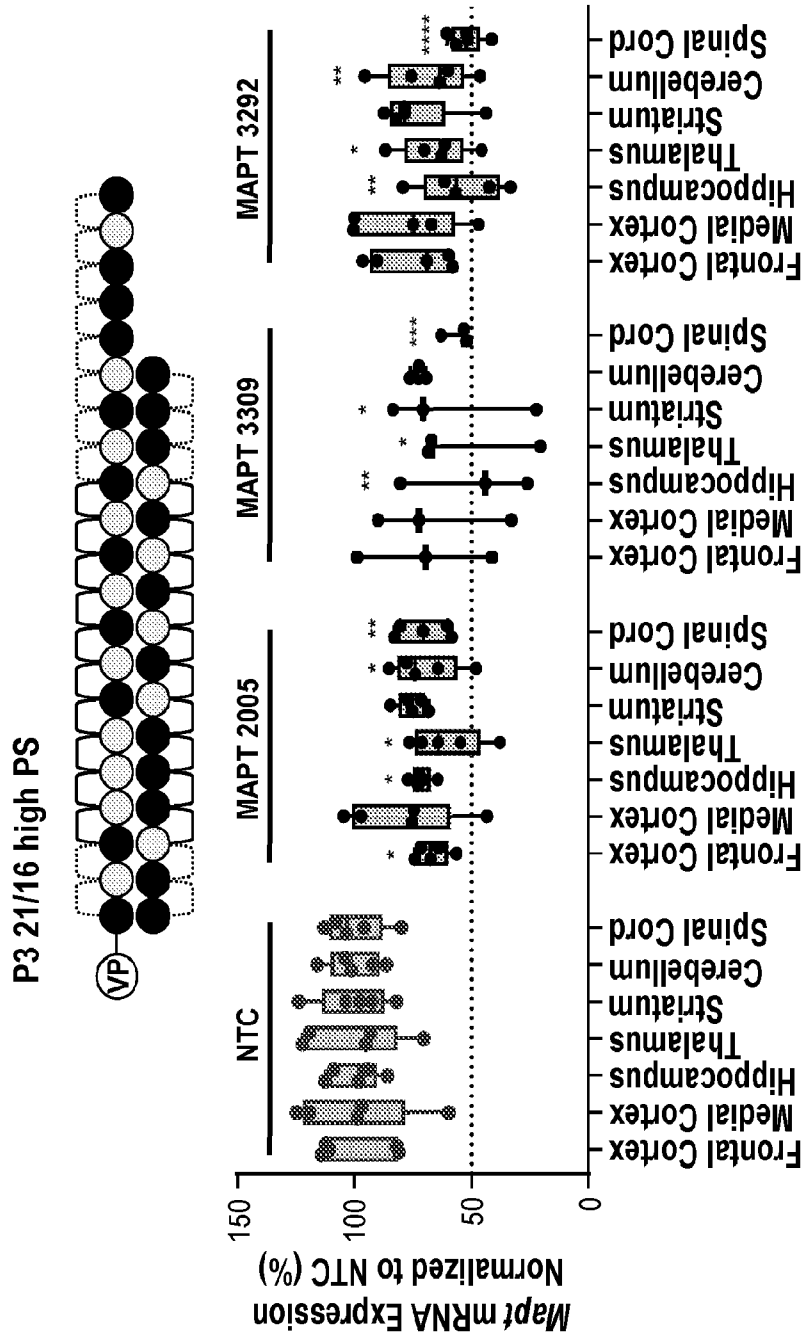 P3 21/16 high PS
VP
NTC
MAPT 2005
MAPT 3309
MAPT 3292
*
*
*
*
**
**
*
*
***
**
*
**
****
Mapt mRNA Expression
Normalized to NTC (%)
150
100
50
0
Frontal Cortex
Medial Cortex
Hippocampus
Thalamus
Striatum
Cerebellum
Spinal Cord
Frontal Cortex
Medial Cortex
Hippocampus
Thalamus
Striatum
Cerebellum
Spinal Cord
Frontal Cortex
Medial Cortex
Hippocampus
Thalamus
Striatum
Cerebellum
Spinal Cord
Frontal Cortex
Medial Cortex
Hippocampus
Thalamus
Striatum
Cerebellum
Spinal Cord